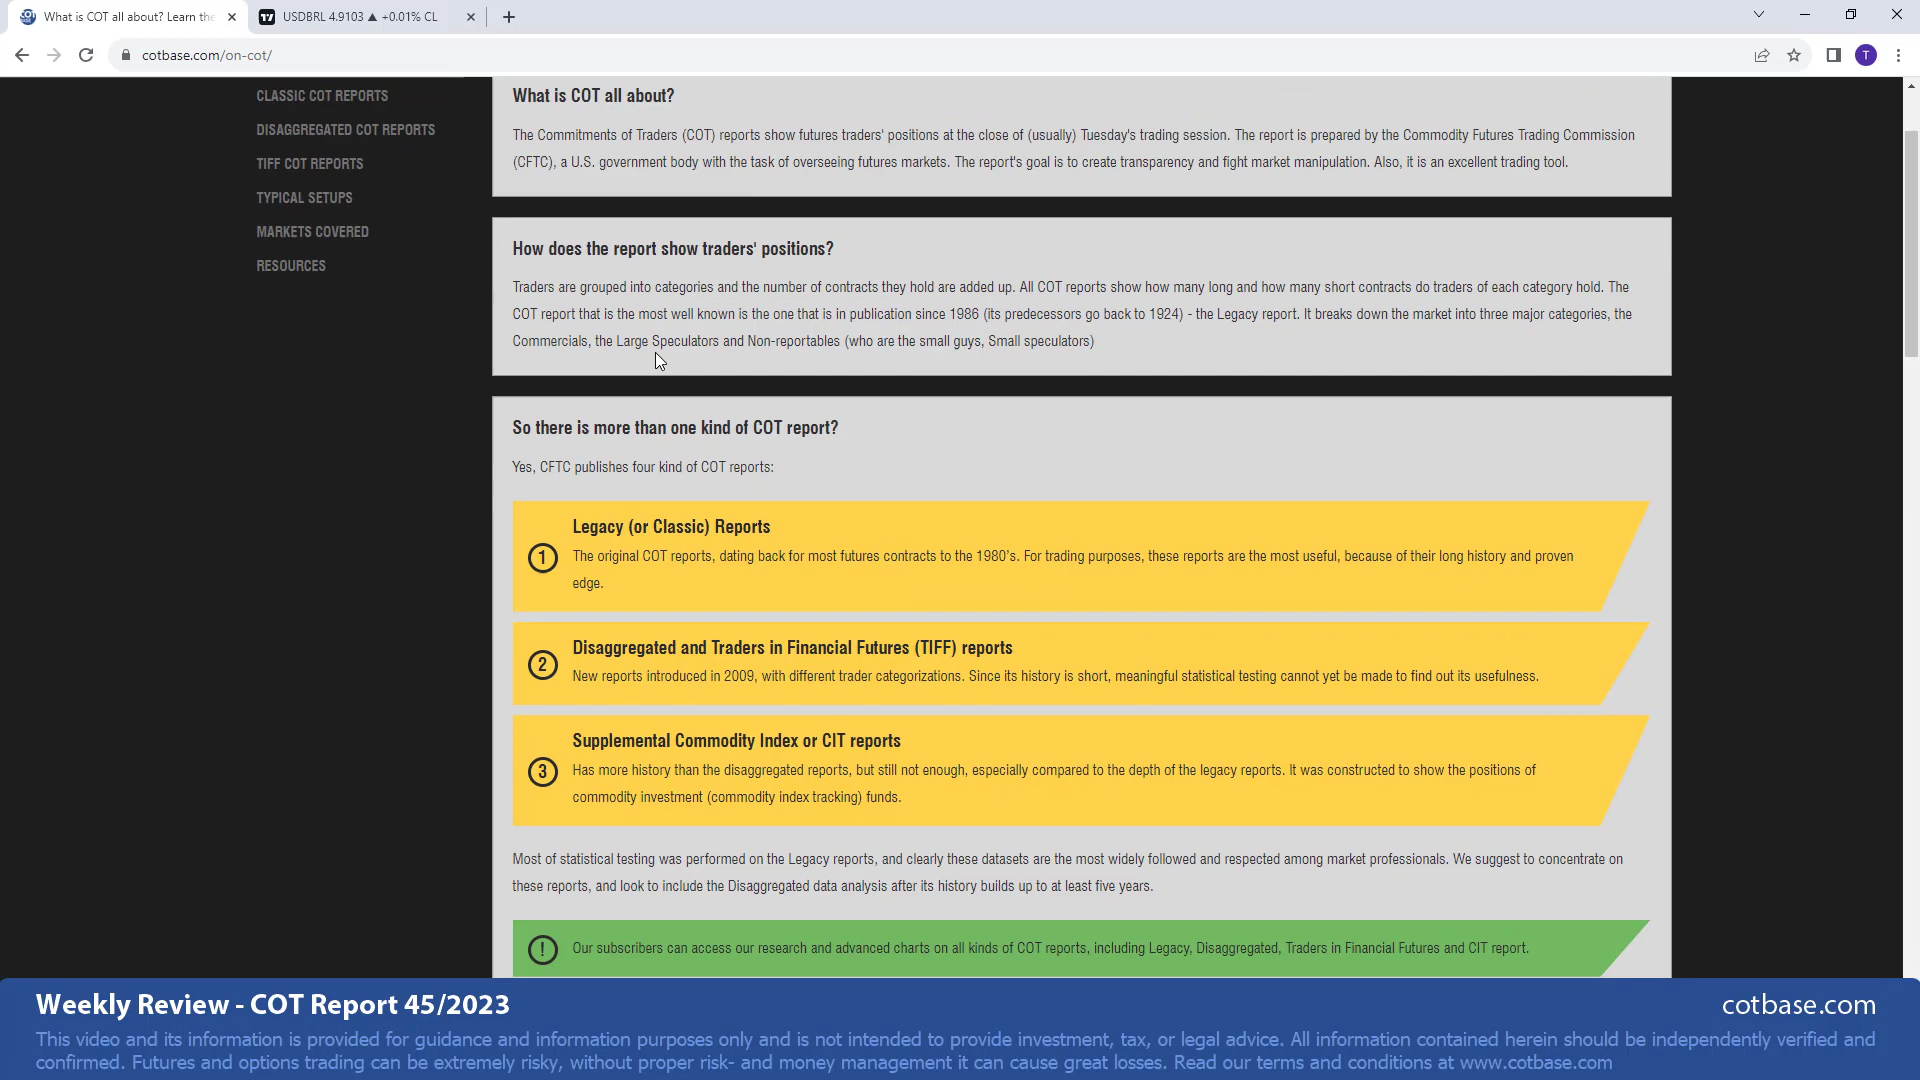 What is COT all about? Learn the
USDBRL 4.9103 ▲ +0.01% CL
cotbase.com/on-cot/
T
CLASSIC COT REPORTS
DISAGGREGATED COT REPORTS
TIFF COT REPORTS
TYPICAL SETUPS
MARKETS COVERED
RESOURCES
What is COT all about?
The Commitments of Traders (COT) reports show futures traders' positions at the close of (usually) Tuesday's trading session. The report is prepared by the Commodity Futures Trading Commission
(CFTC), a U.S. government body with the task of overseeing futures markets. The report's goal is to create transparency and fight market manipulation. Also, it is an excellent trading tool.
How does the report show traders' positions?
Traders are grouped into categories and the number of contracts they hold are added up. All COT reports show how many long and how many short contracts do traders of each category hold. The
COT report that is the most well known is the one that is in publication since 1986 (its predecessors go back to 1924) - the Legacy report. It breaks down the market into three major categories, the
Commercials, the Large Speculators and Non-reportables (who are the small guys, Small speculators)
So there is more than one kind of COT report?
Yes, CFTC publishes four kind of COT reports:
Legacy (or Classic) Reports
1
The original COT reports, dating back for most futures contracts to the 1980's. For trading purposes, these reports are the most useful, because of their long history and proven
edge.
Disaggregated and Traders in Financial Futures (TIFF) reports
2
New reports introduced in 2009, with different trader categorizations. Since its history is short, meaningful statistical testing cannot yet be made to find out its usefulness.
Supplemental Commodity Index or CIT reports
3
Has more history than the disaggregated reports, but still not enough, especially compared to the depth of the legacy reports. It was constructed to show the positions of
commodity investment (commodity index tracking) funds.
Most of statistical testing was performed on the Legacy reports, and clearly these datasets are the most widely followed and respected among market professionals. We suggest to concentrate on
these reports, and look to include the Disaggregated data analysis after its history builds up to at least five years.
! Our subscribers can access our research and advanced charts on all kinds of COT reports, including Legacy, Disaggregated, Traders in Financial Futures and CIT report.
Weekly Review - COT Report 45/2023
cotbase.com
This video and its information is provided for guidance and information purposes only and is not intended to provide investment, tax, or legal advice. All information contained herein should be independently verified and
confirmed. Futures and options trading can be extremely risky, without proper risk- and money management it can cause great losses. Read our terms and conditions at www.cotbase.com